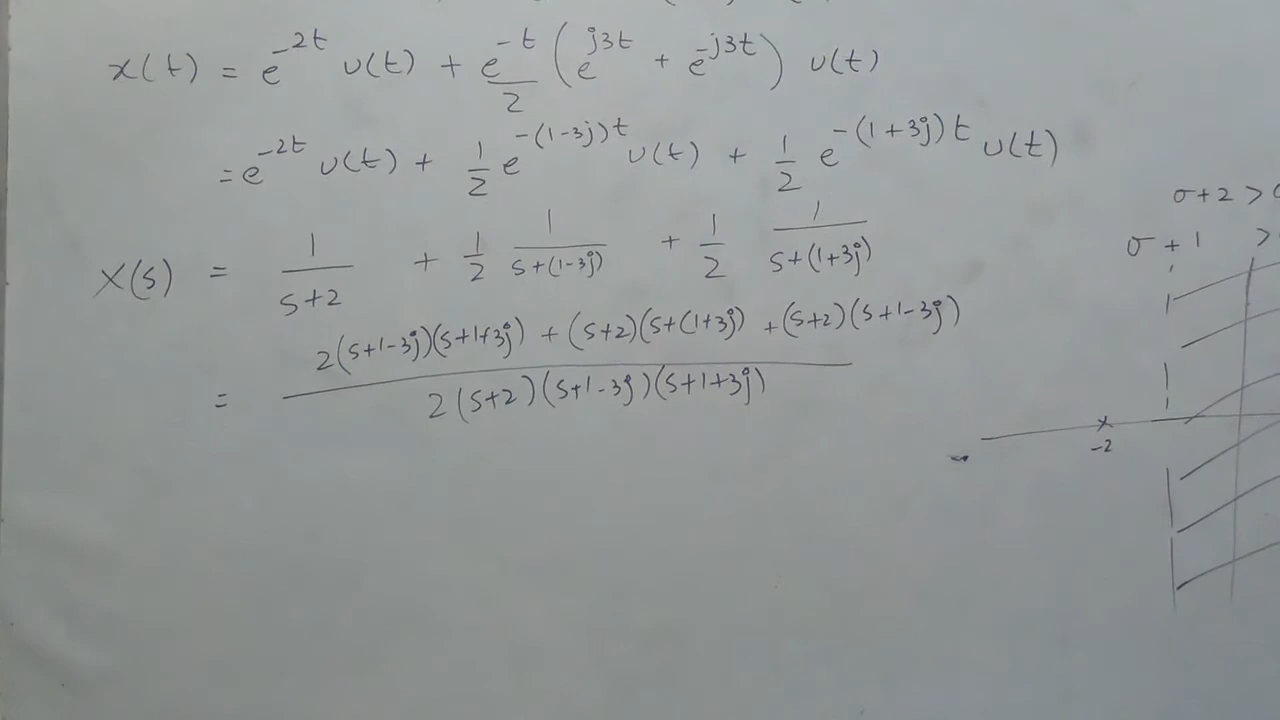 x(t) = e^{-2t} u(t) + e^{-t}/2 (e^{j3t} + e^{-j3t}) u(t)
= e^{-2t} u(t) + 1/2 e^{-(1-3j)t} u(t) + 1/2 e^{-(1+3j)t} u(t)
σ+2 >
σ+1 >
X(s) = 1/(s+2) + 1/2 1/(s+(1-3j)) + 1/2 1/(s+(1+3j))
= 2(s+1-3j)(s+1+3j) + (s+2)(s+(1+3j) + (s+2)(s+1-3j) / 2(s+2)(s+1-3j)(s+1+3j)
-2